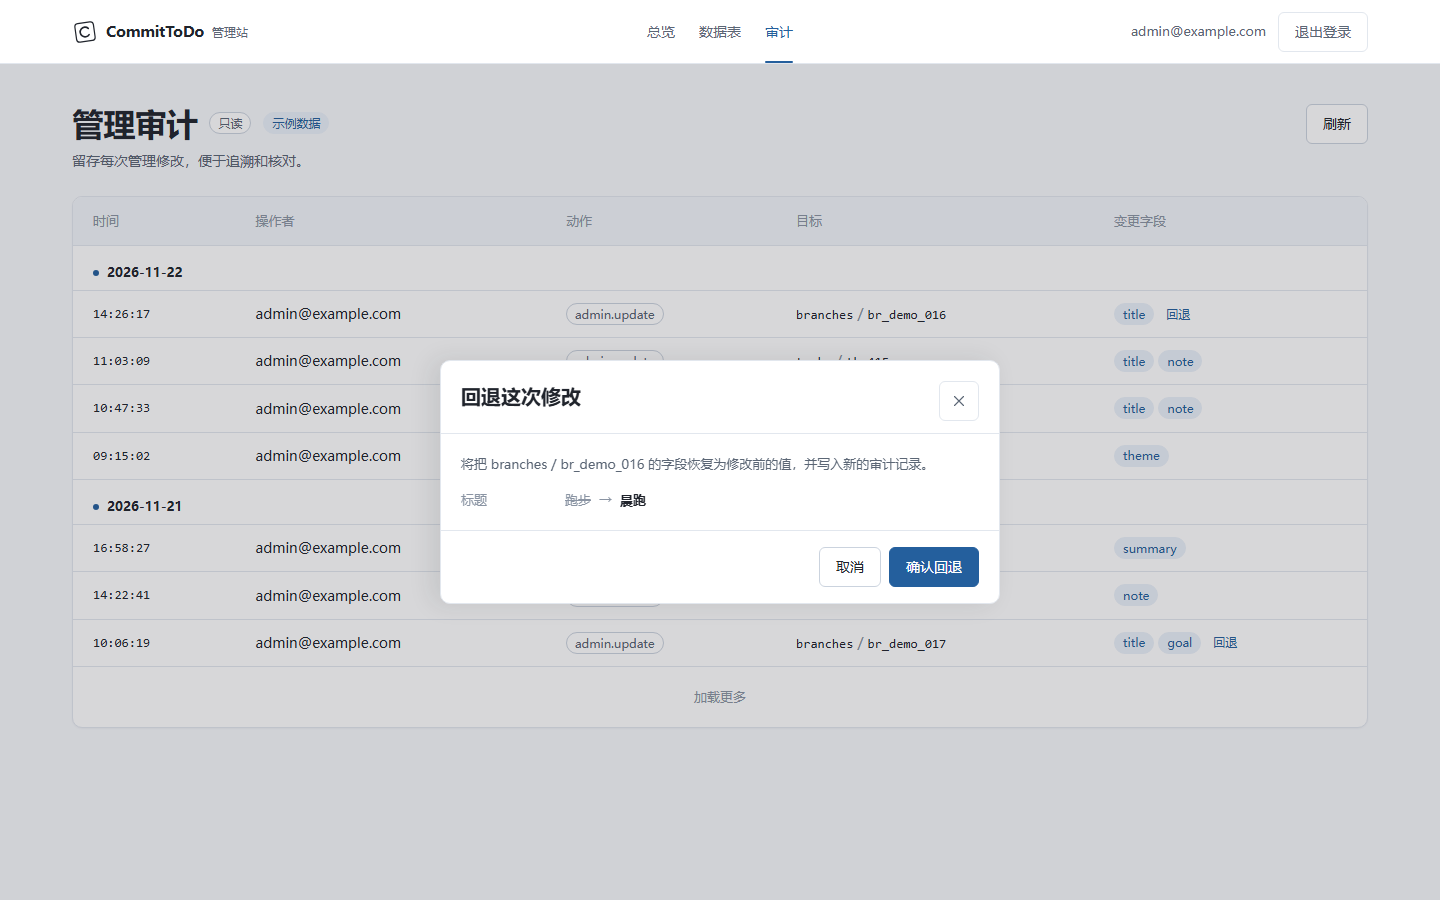 CommitToDo 管理站 总览 数据表 审计 admin@example.com 退出登录
管理审计 只读 示例数据 刷新
留存每次管理修改，便于追溯和核对。
时间 操作者 动作 目标 变更字段
2026-11-22
14:26:17 admin@example.com admin.update branches / br_demo_016 title 回退
11:03:09 admin@example.com title note
10:47:33 admin@example.com title note
09:15:02 admin@example.com theme
2026-11-21
16:58:27 admin@example.com summary
14:22:41 admin@example.com note
10:06:19 admin@example.com admin.update branches / br_demo_017 title goal 回退
加载更多
回退这次修改
将把 branches / br_demo_016 的字段恢复为修改前的值，并写入新的审计记录。
标题 跑步 → 晨跑
取消 确认回退